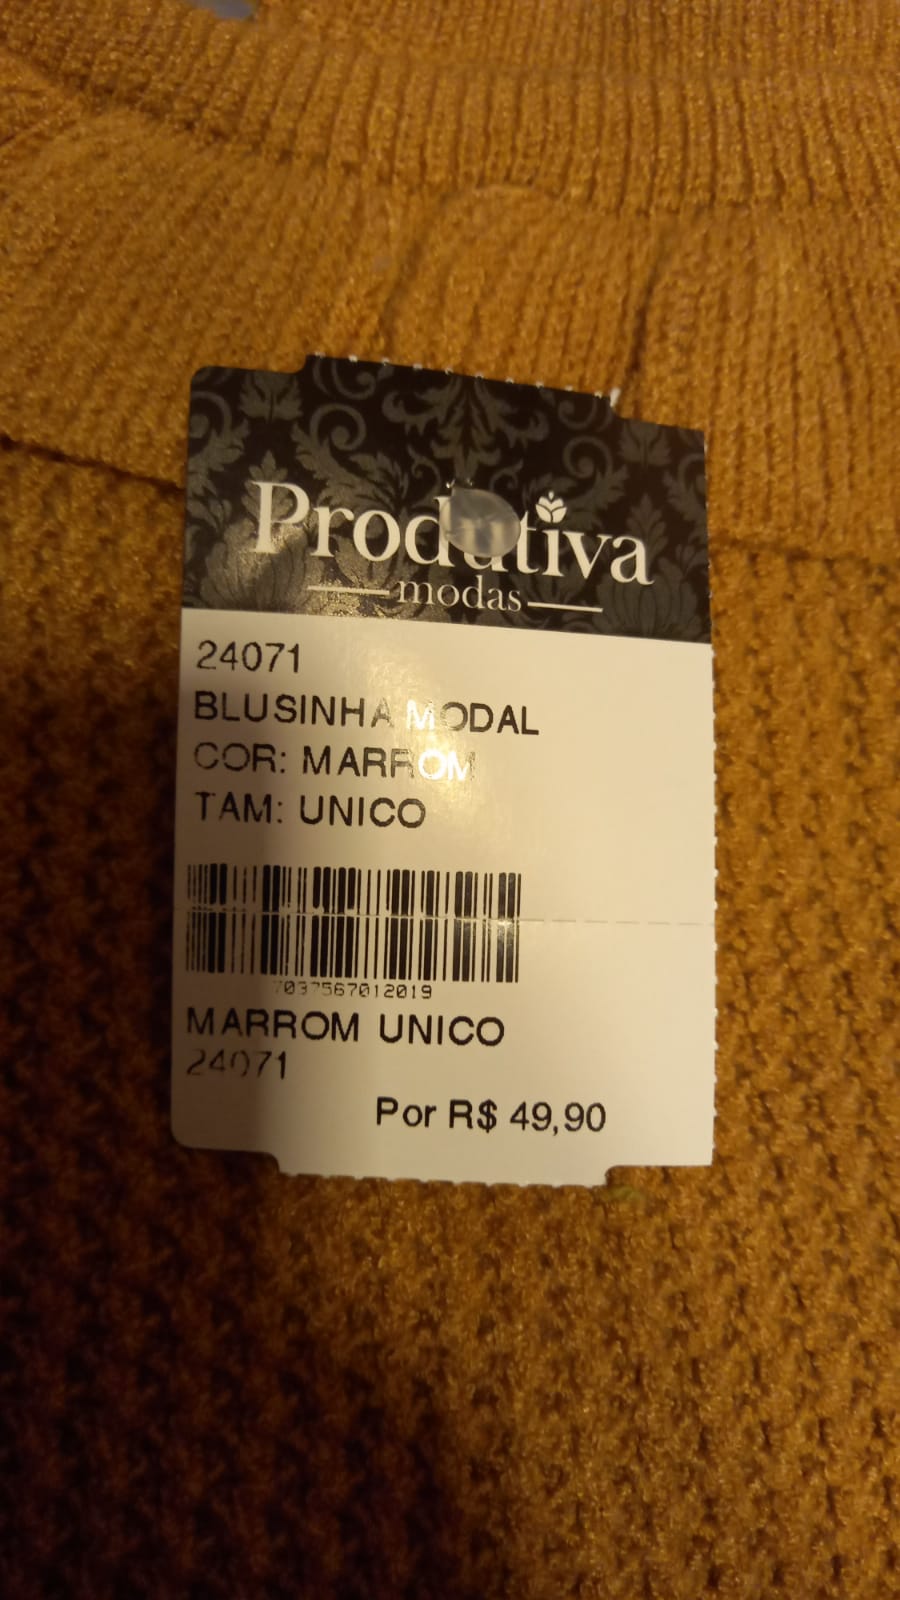 Produtiva
modas
24071
BLUSINHA MODAL
COR: MARROM
TAM: UNICO
7037567012019
MARROM UNICO
24071
Por R$ 49,90